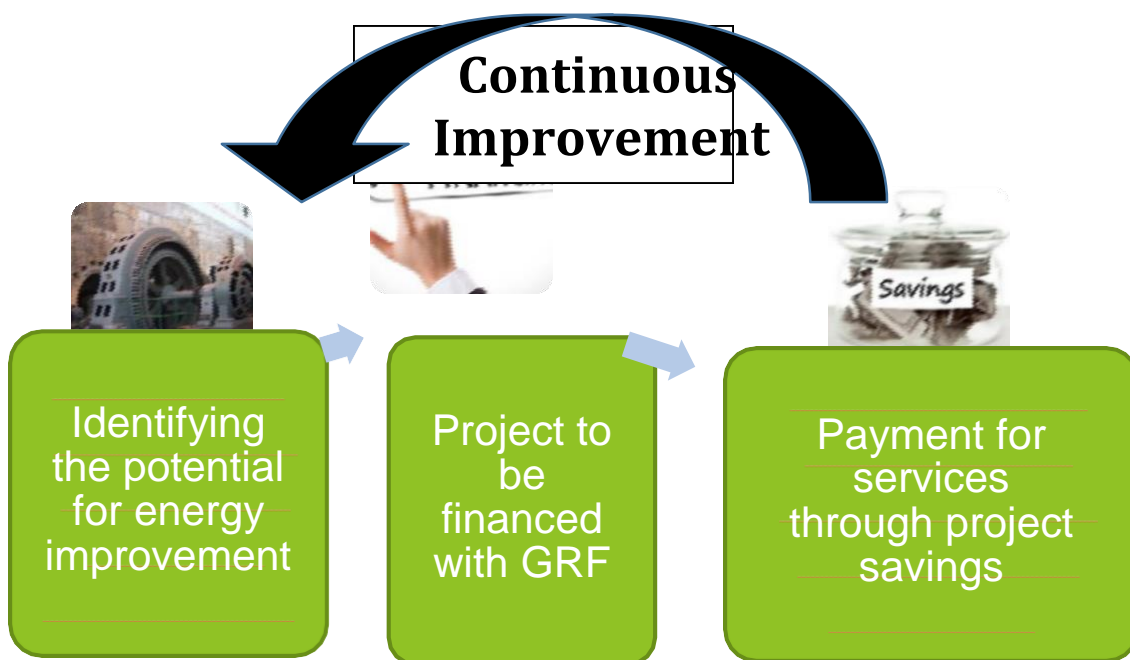 Continuous
Improvement
Savings
Identifying
the potential
for energy
improvement
Project to
be
financed
with GRF
Payment for
services
through project
savings